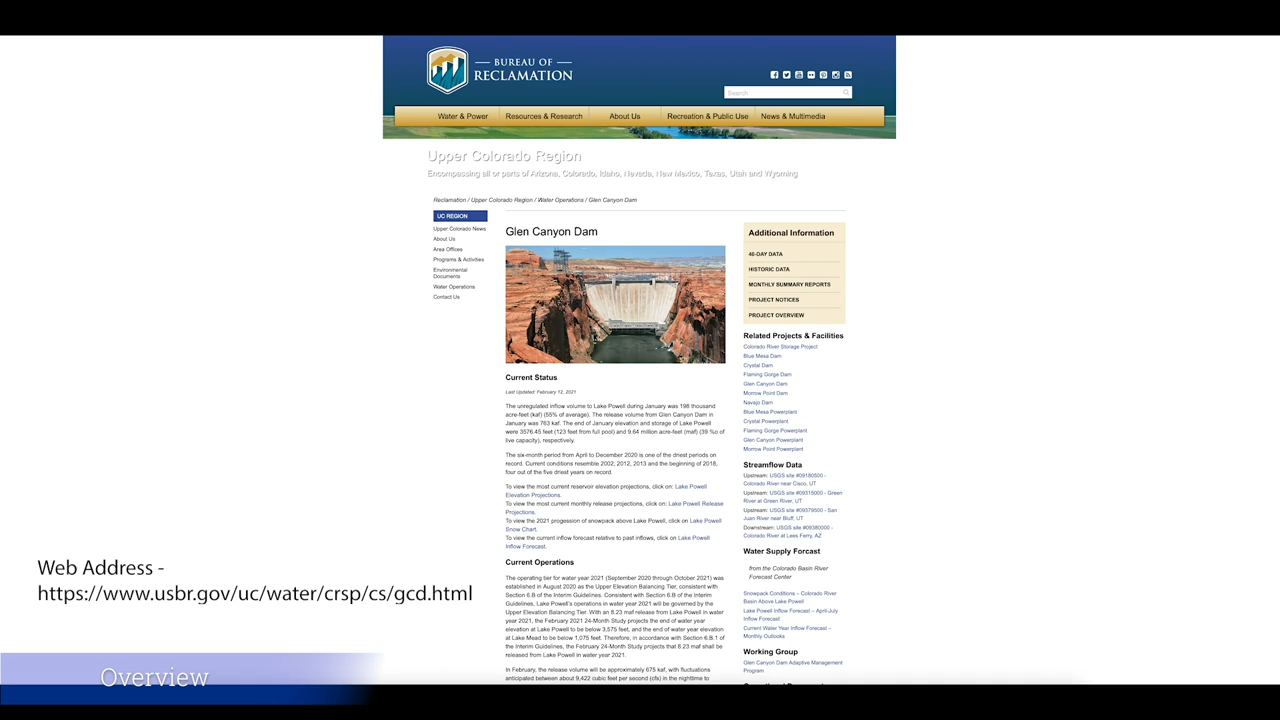 BUREAU OF
RECLAMATION
Search
Water & Power
Resources & Research
About Us
Recreation & Public Use
News & Multimedia
Upper Colorado Region
Encompassing all or parts of Arizona, Colorado, Idaho, Nevada, New Mexico, Texas, Utah and Wyoming
Reclamation / Upper Colorado Region / Water Operations / Glen Canyon Dam
UC REGION
Upper Colorado News
About Us
Area Offices
Programs & Activities
Environmental
Documents
Water Operations
Contact Us
Glen Canyon Dam
Current Status
Last Updated: February 12, 2021
The unregulated inflow volume to Lake Powell during January was 198 thousand
acre-feet (kaf) (55% of average). The release volume from Glen Canyon Dam in
January was 763 kaf. The end of January elevation and storage of Lake Powell
were 3576.45 feet (123 feet from full pool) and 9.64 million acre-feet (maf) (39 %o of
live capacity), respectively.
The six-month period from April to December 2020 is one of the driest periods on
record. Current conditions resemble 2002, 2012, 2013 and the beginning of 2018,
four out of the five driest years on record.
To view the most current reservoir elevation projections, click on: Lake Powell
Elevation Projections.
To view the most current monthly release projections, click on: Lake Powell Release
Projections.
To view the 2021 progession of snowpack above Lake Powell, click on Lake Powell
Snow Chart.
To view the current inflow forecast relative to past inflows, click on Lake Powell
Inflow Forecast.
Current Operations
The operating tier for water year 2021 (September 2020 through October 2021) was
established in August 2020 as the Upper Elevation Balancing Tier, consistent with
Section 6.B of the Interim Guidelines. Consistent with Section 6.B of the Interim
Guidelines, Lake Powell's operations in water year 2021 will be governed by the
Upper Elevation Balancing Tier. With an 8.23 maf release from Lake Powell in water
year 2021, the February 2021 24-Month Study projects the end of water year
elevation at Lake Powell to be below 3,575 feet, and the end of water year elevation
at Lake Mead to be below 1,075 feet. Therefore, in accordance with Section 6.B.1 of
the Interim Guidelines, the February 24-Month Study projects that 8.23 maf shall be
released from Lake Powell in water year 2021.
In February, the release volume will be approximately 675 kaf, with fluctuations
anticipated between about 9,422 cubic feet per second (cfs) in the nighttime to
Additional Information
40-DAY DATA
HISTORIC DATA
MONTHLY SUMMARY REPORTS
PROJECT NOTICES
PROJECT OVERVIEW
Related Projects & Facilities
Colorado River Storage Project
Blue Mesa Dam
Crystal Dam
Flaming Gorge Dam
Glen Canyon Dam
Morrow Point Dam
Navajo Dam
Blue Mesa Powerplant
Crystal Powerplant
Flaming Gorge Powerplant
Glen Canyon Powerplant
Morrow Point Powerplant
Streamflow Data
Upstream: USGS site #09180500 -
Colorado River near Cisco, UT
Upstream: USGS site #09315000 - Green
River at Green River, UT
Upstream: USGS site #09379500 - San
Juan River near Bluff, UT
Downstream: USGS site #09380000 -
Colorado River at Lees Ferry, AZ
Water Supply Forcast
from the Colorado Basin River
Forecast Center
Snowpack Conditions – Colorado River
Basin Above Lake Powell
Lake Powell Inflow Forecast – April-July
Inflow Forecast
Current Water Year Inflow Forecast –
Monthly Outlooks
Working Group
Glen Canyon Dam Adaptive Management
Program
Web Address -
https://www.usbr.gov/uc/water/crsp/cs/gcd.html
Overview